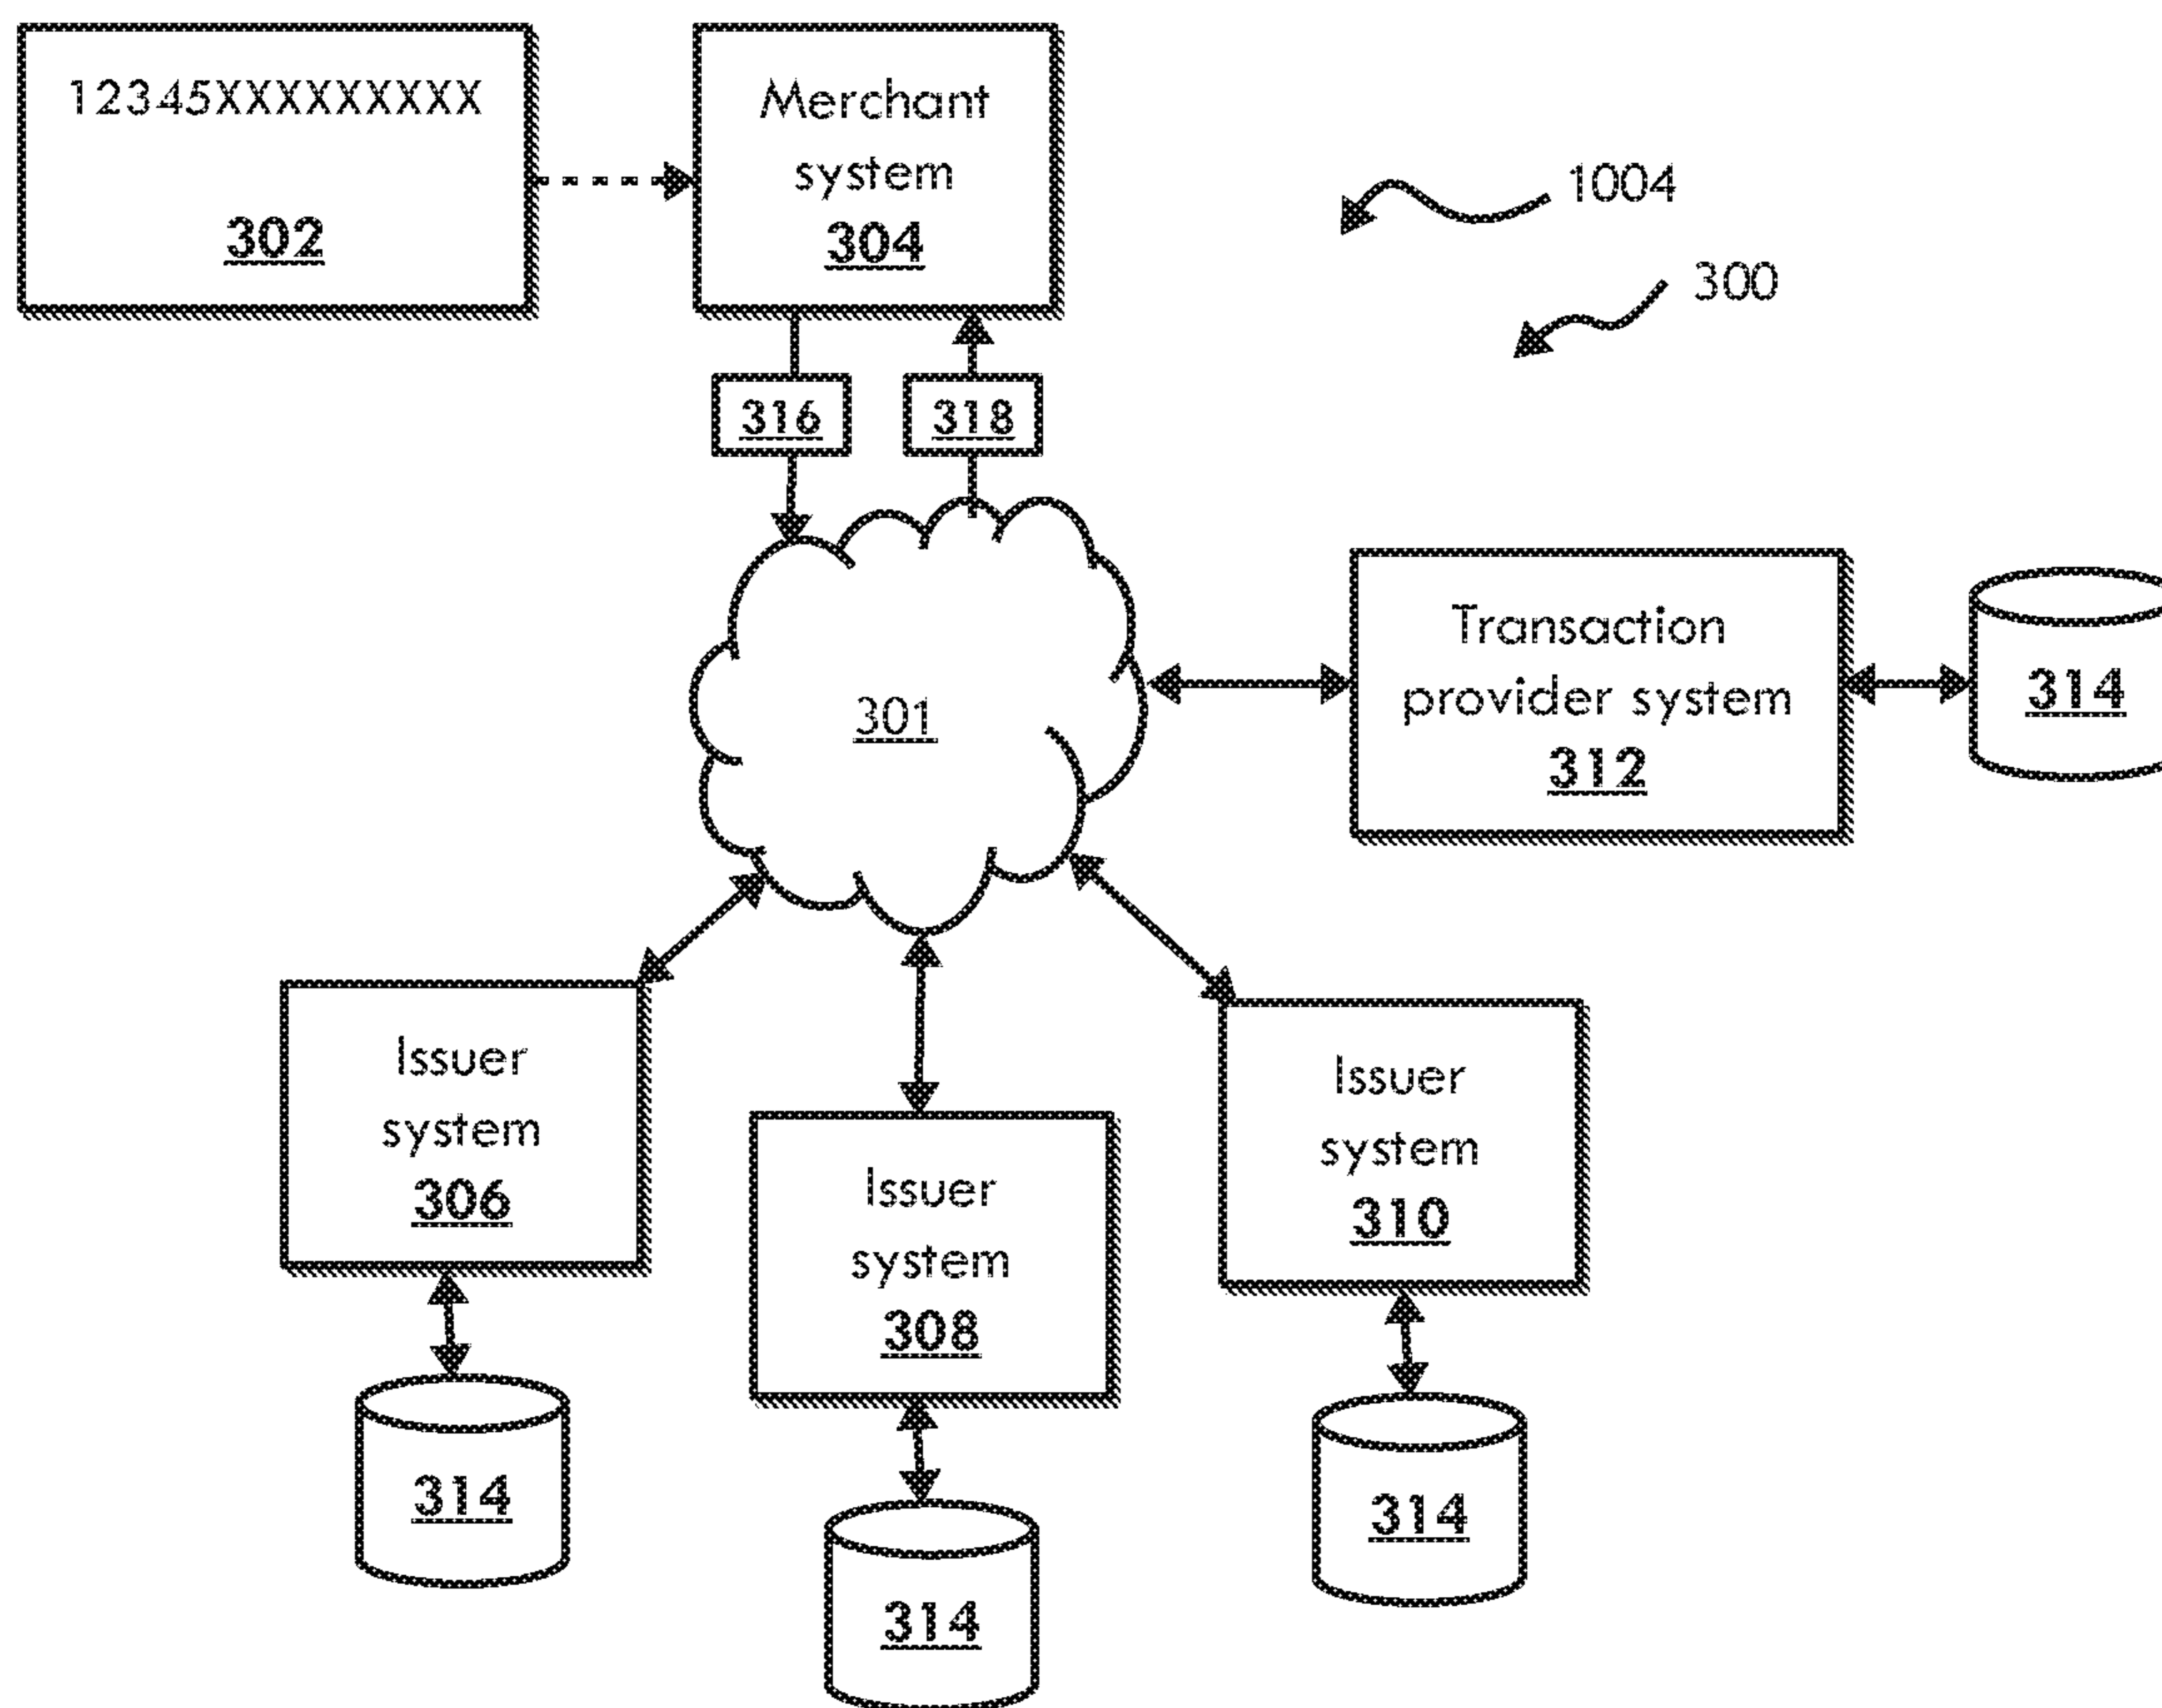 12345XXXXXXXXX
302
Merchant
system
304
1004
300
316
318
301
Transaction
provider system
312
314
Issuer
system
306
Issuer
system
308
Issuer
system
310
314
314
314